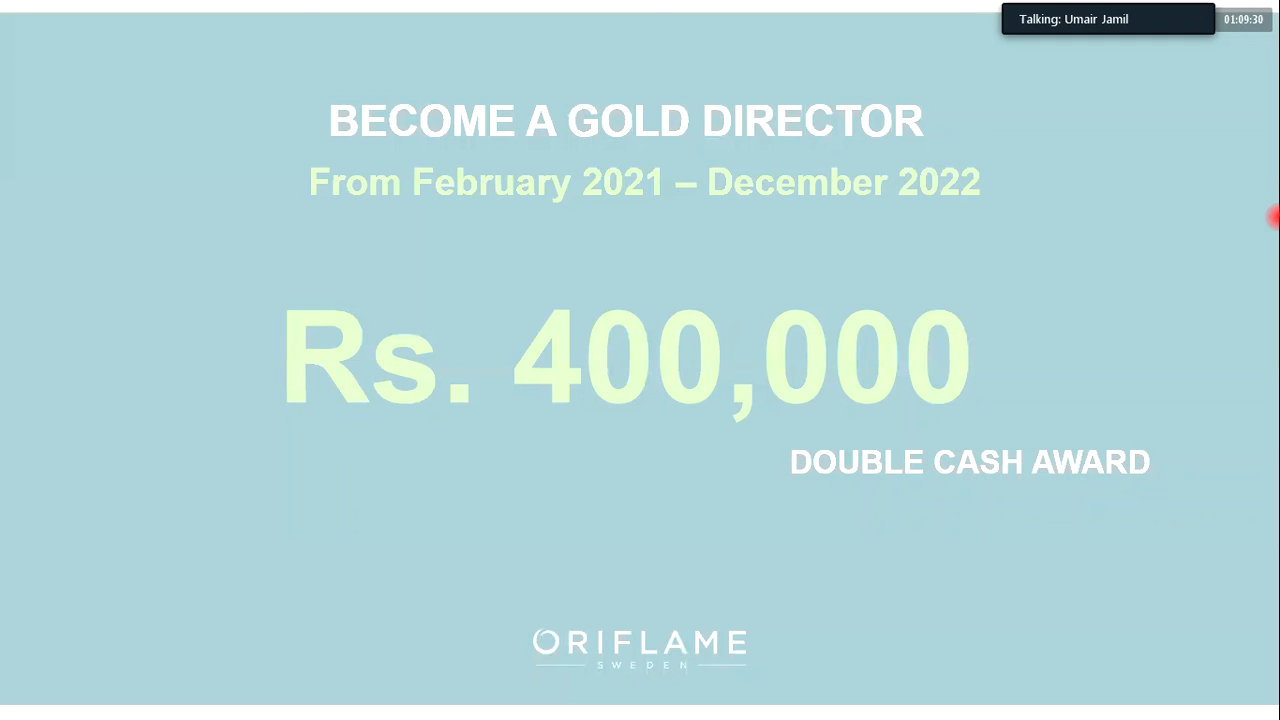 Talking: Umair Jamil
01:09:30
BECOME A GOLD DIRECTOR
From February 2021 – December 2022
Rs. 400,000
DOUBLE CASH AWARD
ORIFLAME
SWEDEN